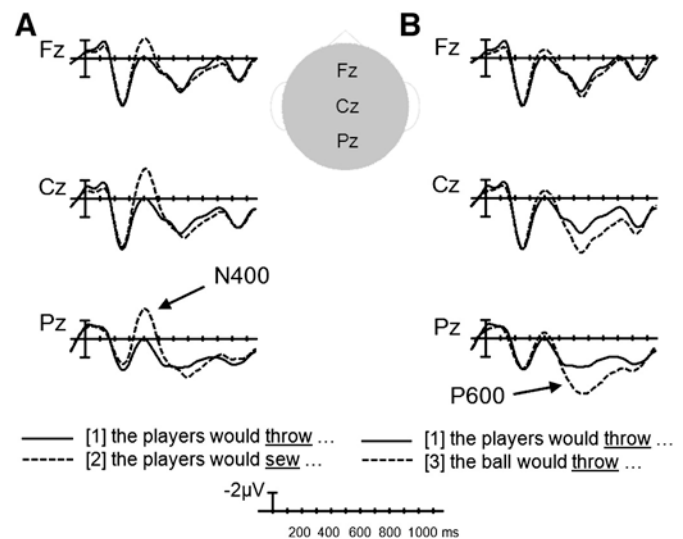 A
B
Fz
Fz
Fz
Cz
Pz
Cz
Cz
N400
Pz
Pz
P600
[1] the players would throw …
[2] the players would sew …
[1] the players would throw …
[3] the ball would throw …
-2µV
200 400 600 800 1000 ms